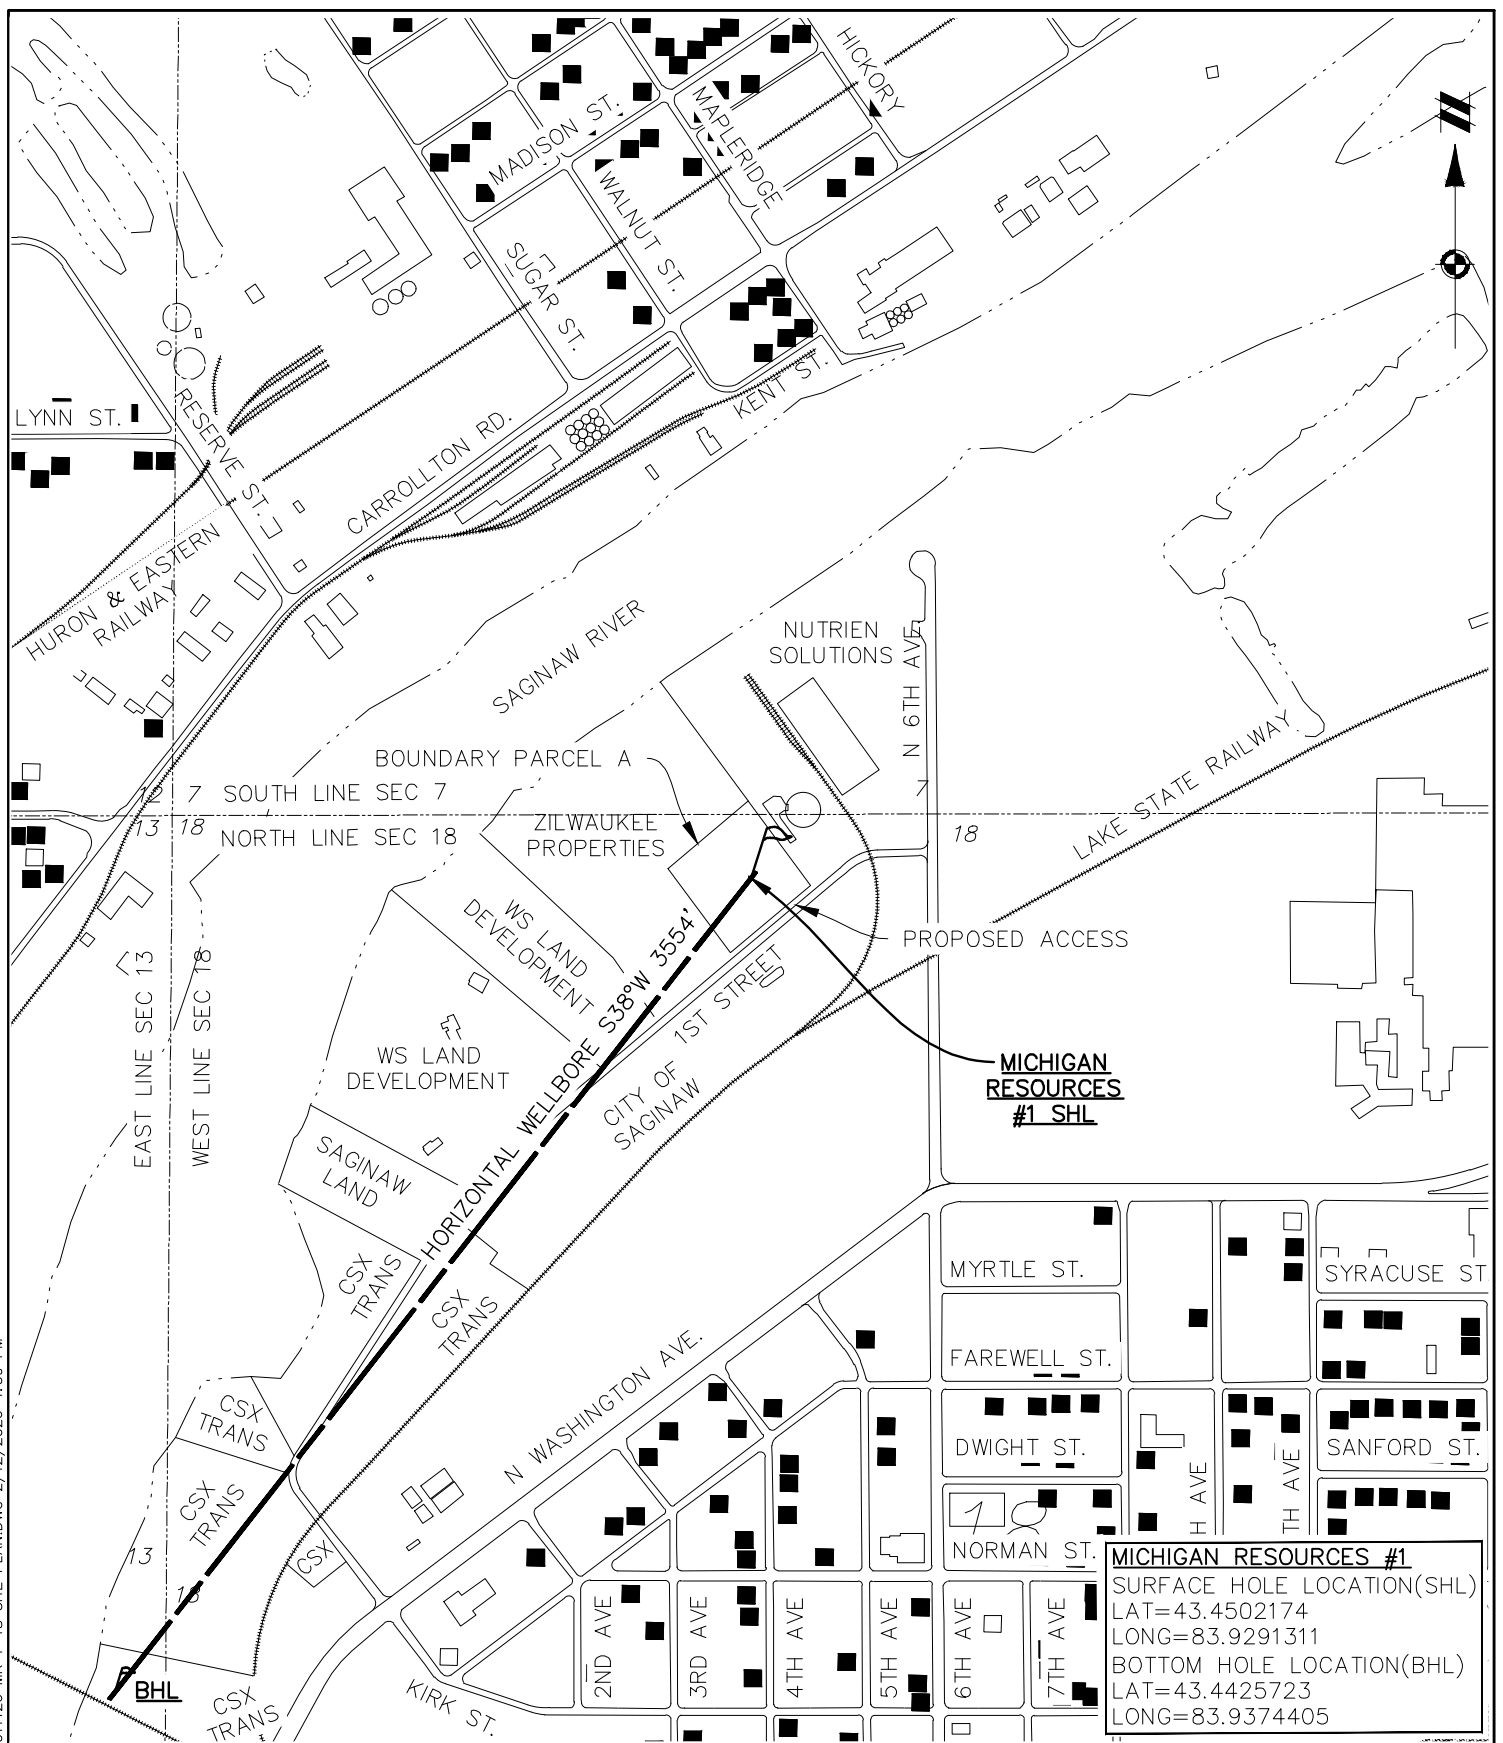 HICKORY
MADISON ST.
MAPLERIDGE
WALNUT ST.
SUGAR ST.
N
LYNN ST.
RESERVE ST.
CARROLLTON RD.
KENT ST.
HURON & EASTERN
RAILWAY
SAGINAW RIVER
NUTRIEN
SOLUTIONS
N 6TH AVE
LAKE STATE RAILWAY
BOUNDARY PARCEL A
12 7
SOUTH LINE SEC 7
7
13 18
NORTH LINE SEC 18
18
ZILWAUKEE
PROPERTIES
WS LAND
DEVELOPMENT
PROPOSED ACCESS
1ST STREET
EAST LINE SEC 13
WEST LINE SEC 18
WS LAND
DEVELOPMENT
HORIZONTAL WELLBORE S38°W 3554'
CITY OF
SAGINAW
MICHIGAN
RESOURCES
#1 SHL
SAGINAW
LAND
CSX
TRANS
CSX
TRANS
MYRTLE ST.
SYRACUSE ST
FAREWELL ST.
N WASHINGTON AVE.
CSX
TRANS
DWIGHT ST.
SANFORD ST.
CSX
TRANS
H AVE
TH AVE
13
18
CSX
NORMAN ST.
2ND AVE
3RD AVE
4TH AVE
5TH AVE
6TH AVE
7TH AVE
BHL
CSX
TRANS
KIRK ST.
MICHIGAN RESOURCES #1
SURFACE HOLE LOCATION(SHL)
LAT=43.4502174
LONG=83.9291311
BOTTOM HOLE LOCATION(BHL)
LAT=43.4425723
LONG=83.9374405